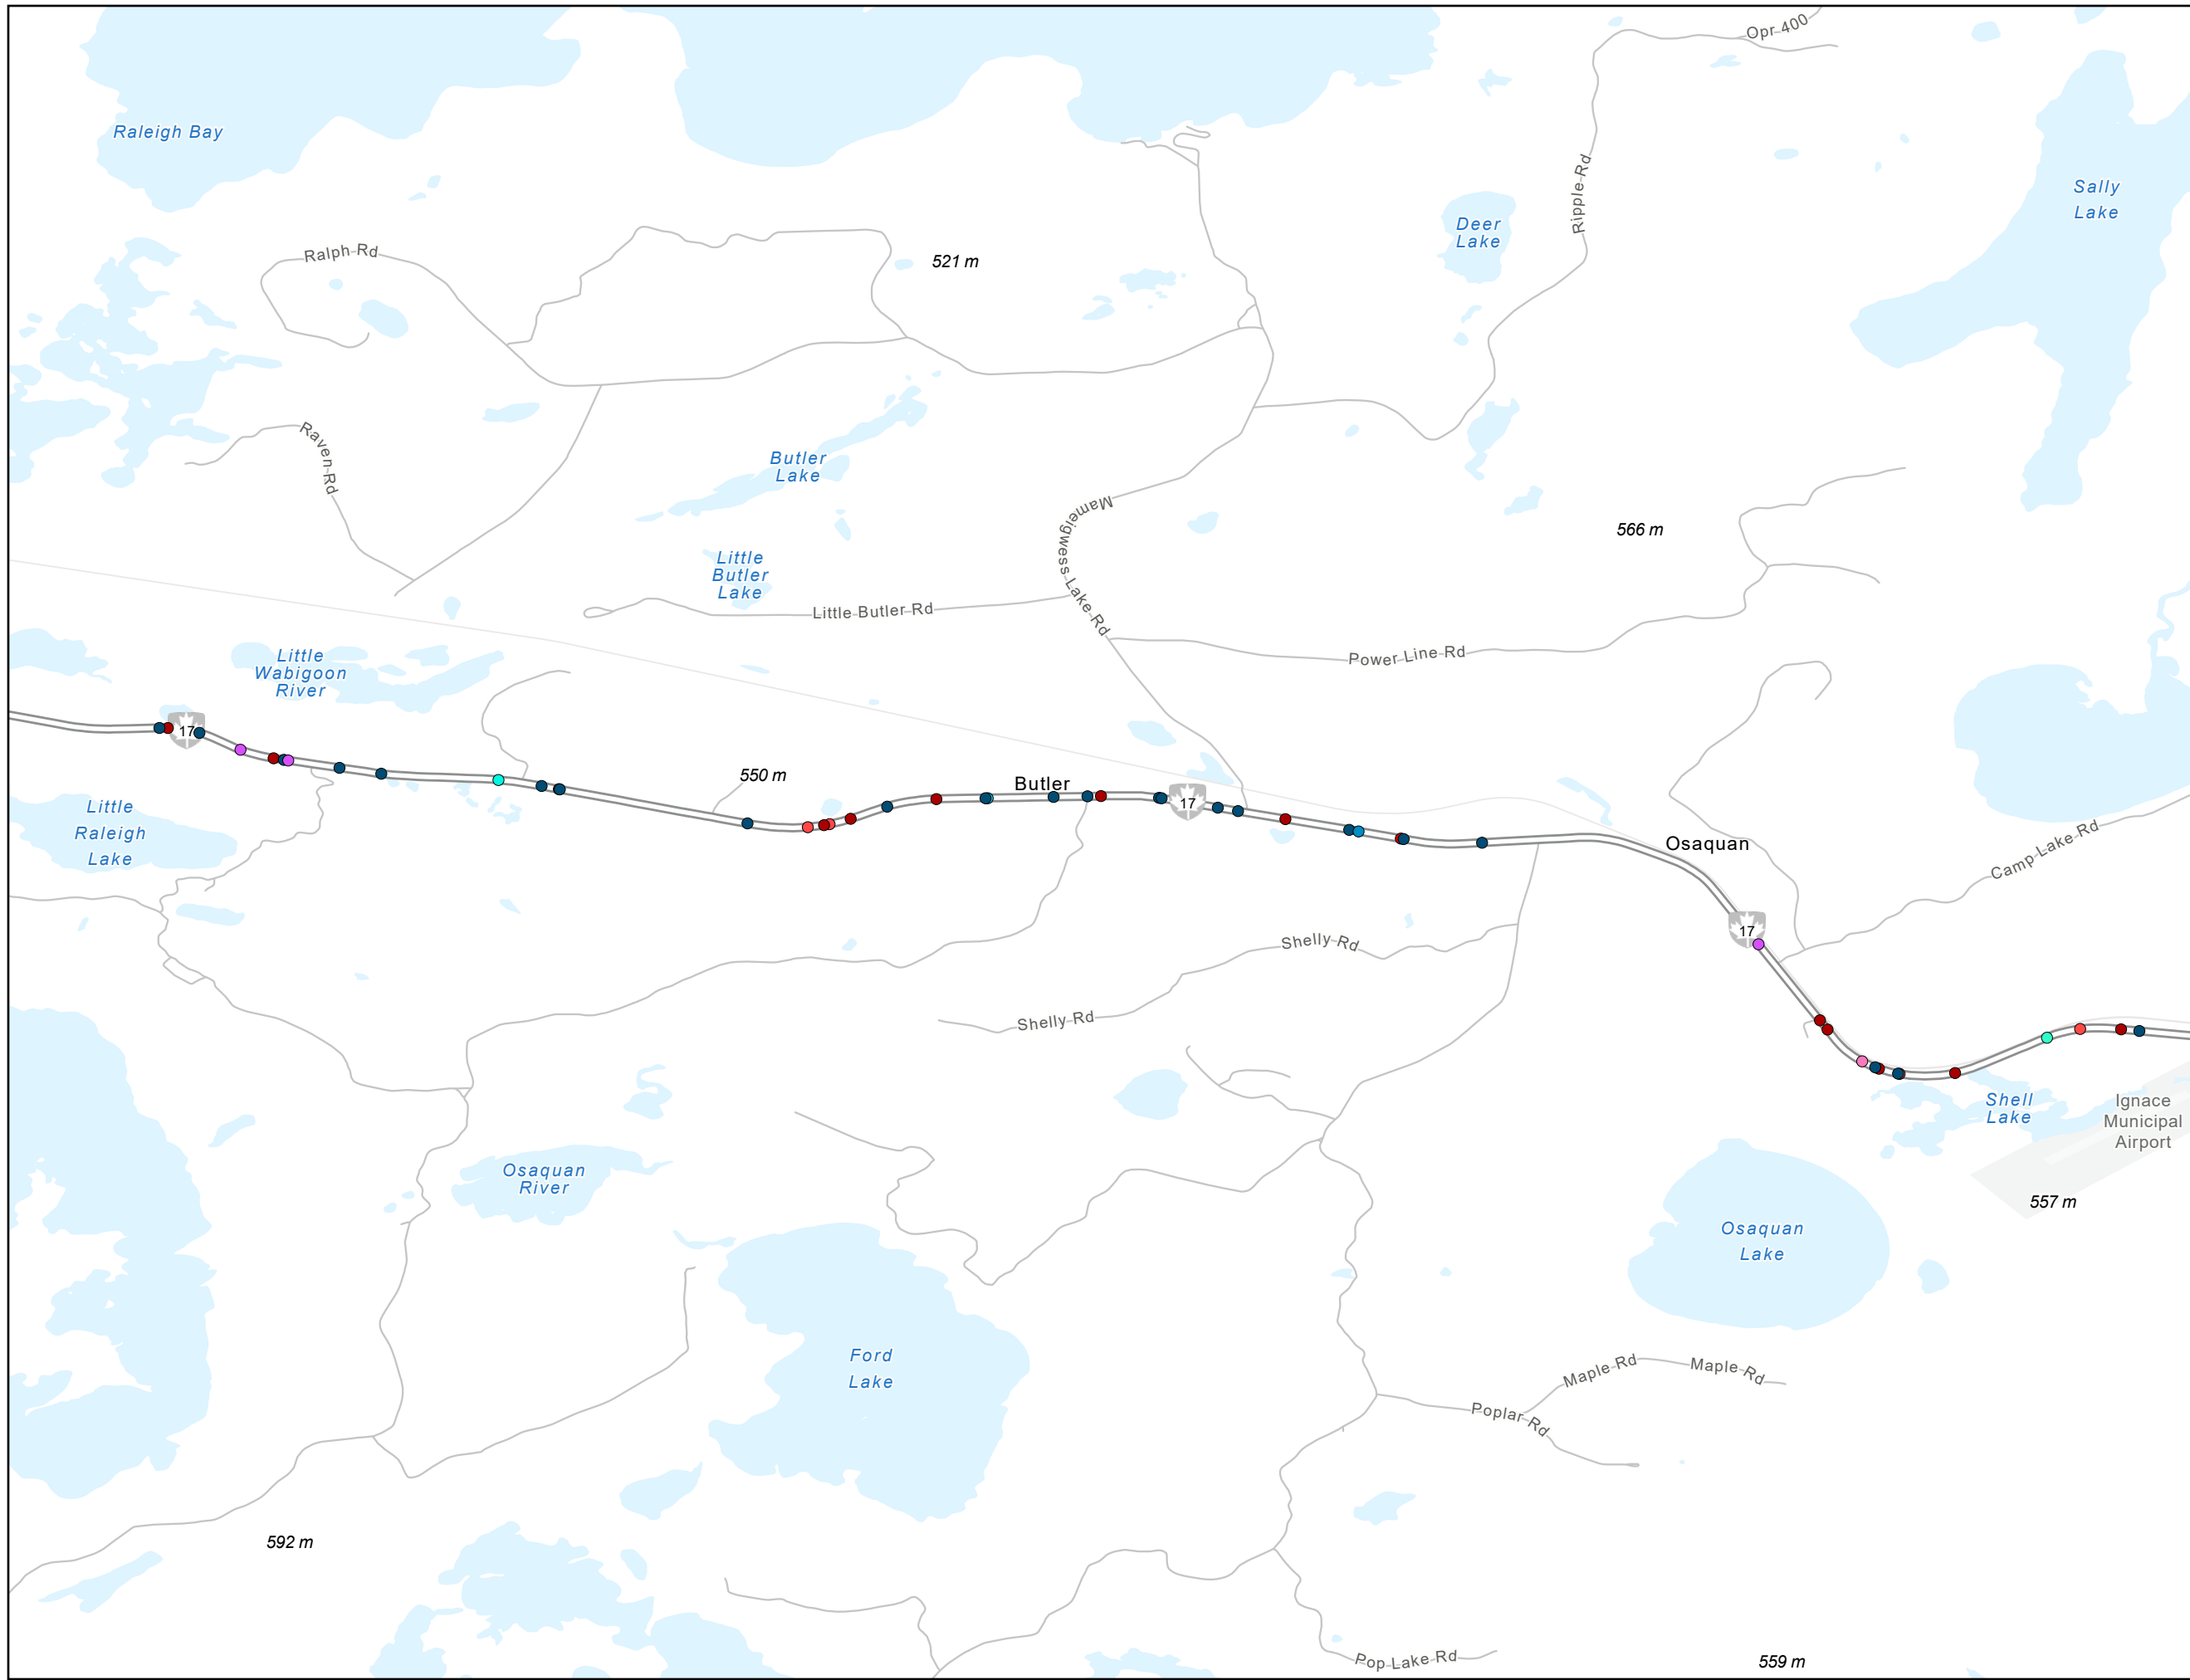 Opr 400
Raleigh Bay
Sally
Lake
Ripple Rd
Deer
Lake
Ralph Rd
521 m
Raven Rd
Butler
Lake
Mameigwess Lake Rd
566 m
Little
Butler
Lake
Little Butler Rd
Power Line Rd
Little
Wabigoon
River
17
550 m
Butler
17
Little
Raleigh
Lake
Osaquan
Camp Lake Rd
17
Shelly Rd
Shelly Rd
Shell
Lake
Ignace
Municipal
Airport
Osaquan
River
557 m
Osaquan
Lake
Ford
Lake
Maple Rd
Maple Rd
Poplar Rd
592 m
Pop Lake Rd
559 m